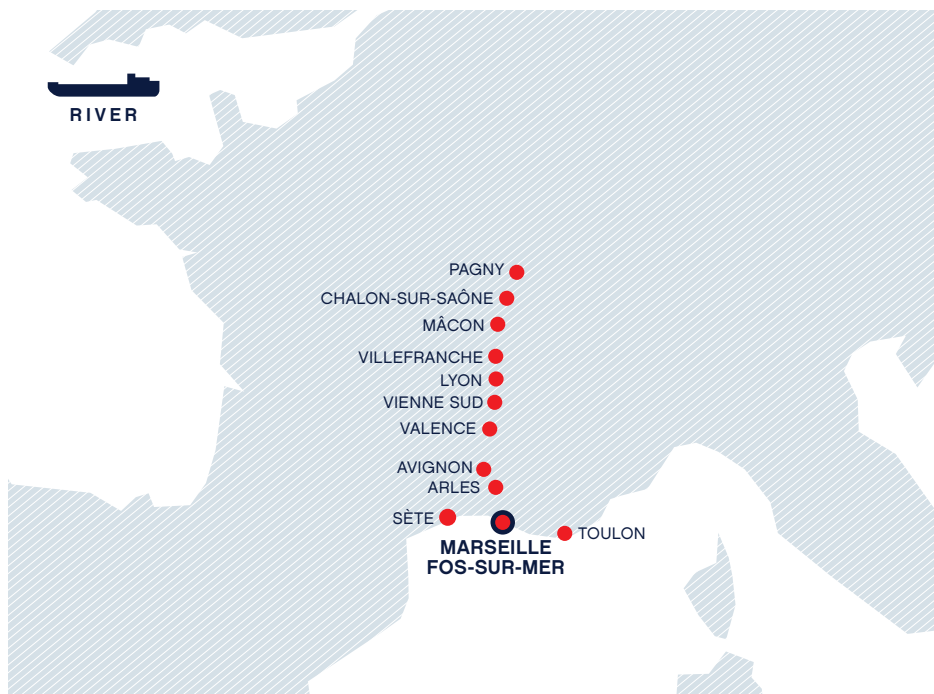 RIVER
PAGNY
CHALON-SUR-SAÔNE
MÂCON
VILLEFRANCHE
LYON
VIENNE SUD
VALENCE
AVIGNON
ARLES
SÈTE
MARSEILLE
FOS-SUR-MER
TOULON